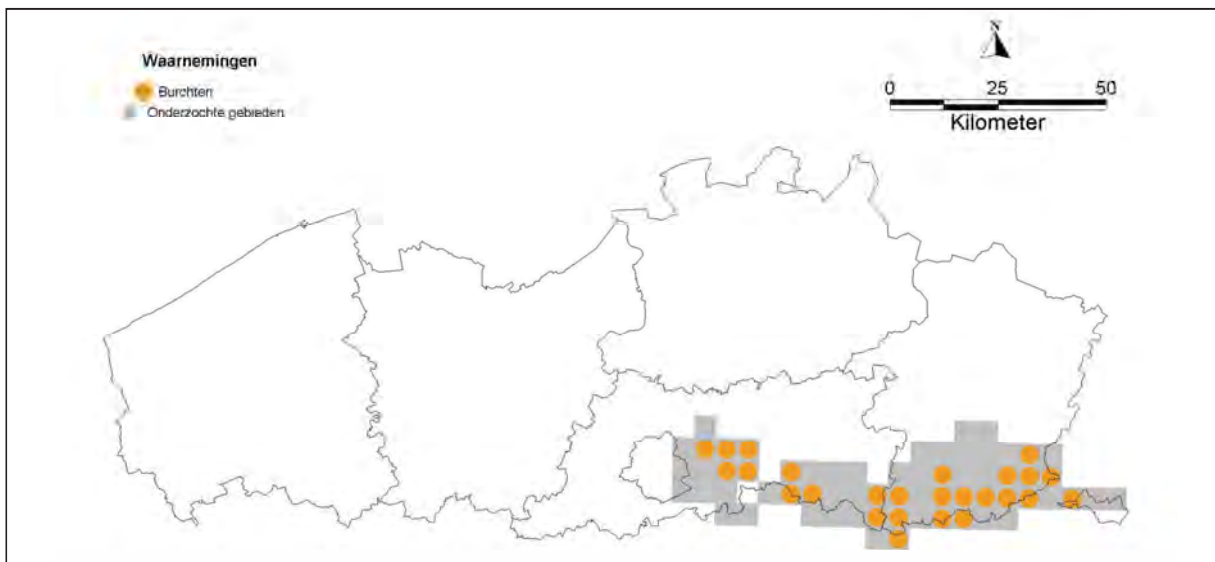 Waarnemingen
Burchten
Onderzochte gebieden
N
0 25 50
Kilometer